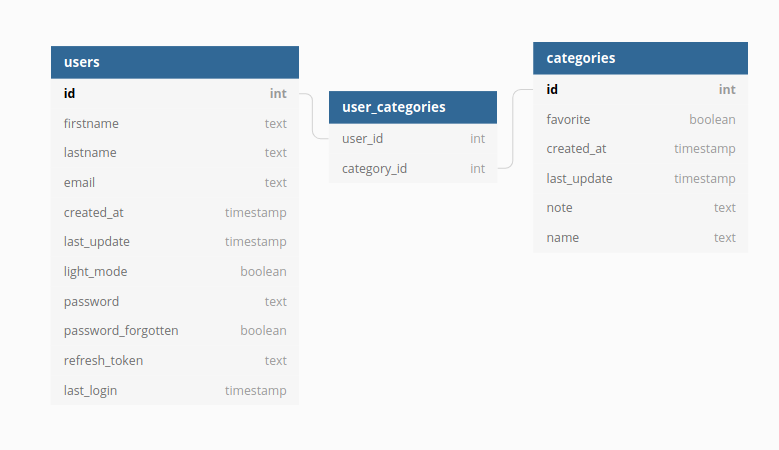 users
id int
firstname text
lastname text
email text
created_at timestamp
last_update timestamp
light_mode boolean
password text
password_forgotten boolean
refresh_token text
last_login timestamp
user_categories
user_id int
category_id int
categories
id int
favorite boolean
created_at timestamp
last_update timestamp
note text
name text